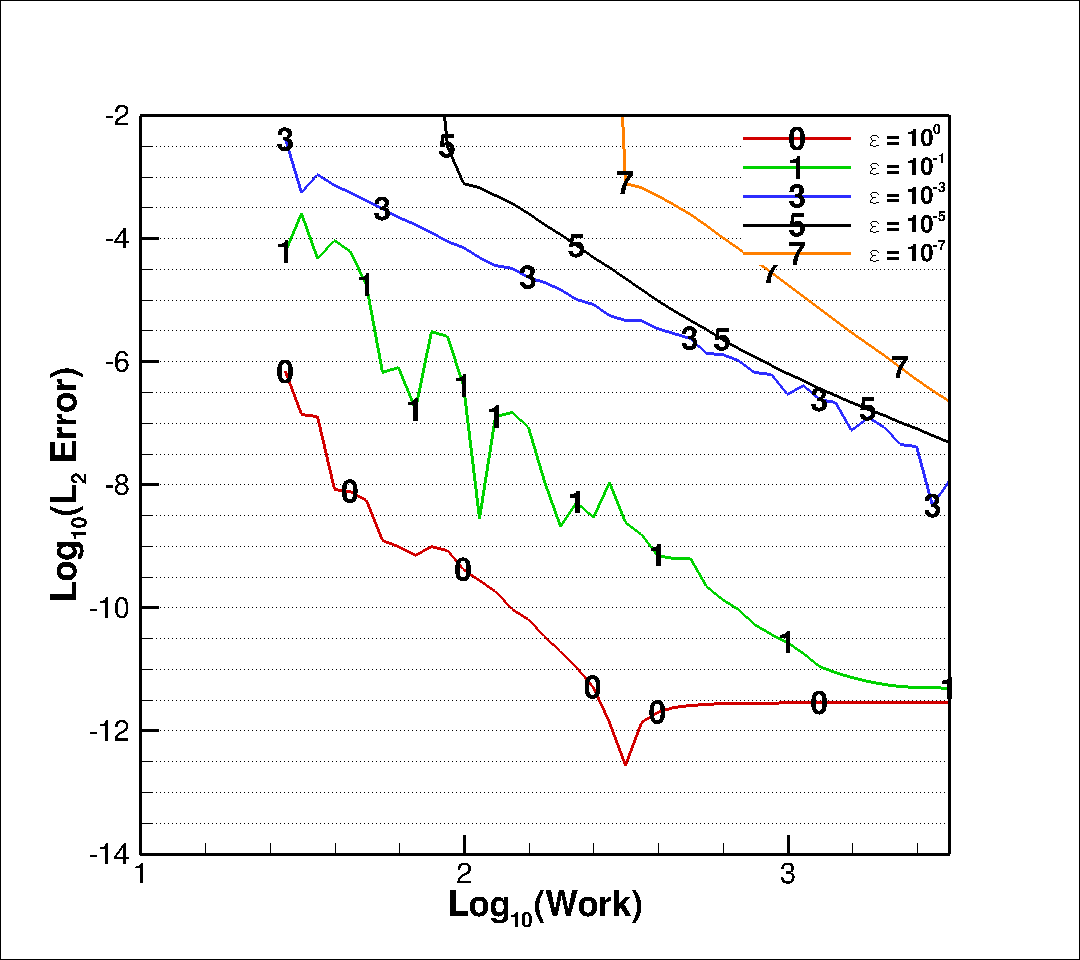 -2
-4
-6
-8
-10
-12
-14
Log₁₀(L₂ Error)
0 ε = 10⁰
1 ε = 10⁻¹
3 ε = 10⁻³
5 ε = 10⁻⁵
7 ε = 10⁻⁷
3 3 3 3 3 3
5 5 5 5
7 7 7
1 1 1 1 1 1 1 1 1
0 0 0 0 0 0
1 2 3
Log₁₀(Work)